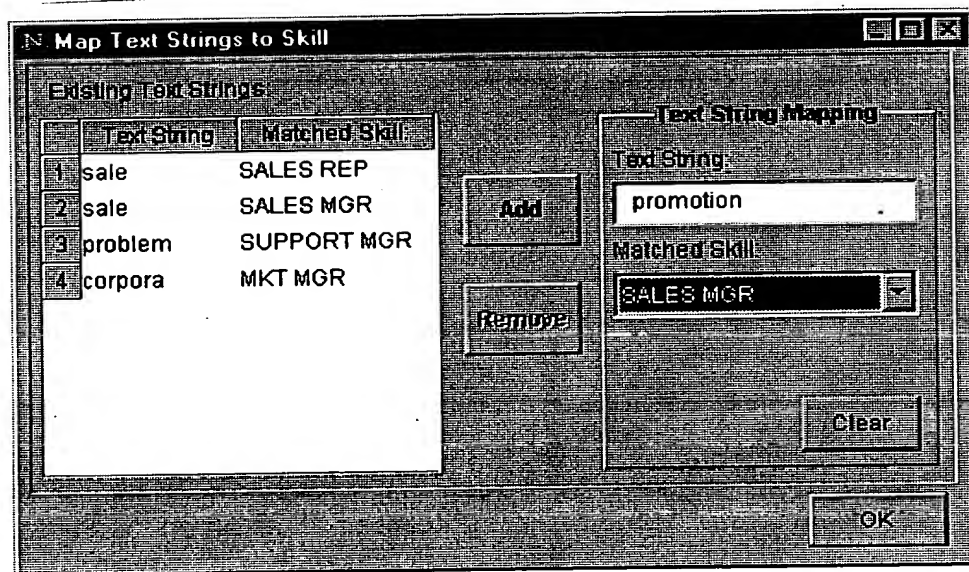 N Map Text Strings to Skill
Existing Text Strings:
Text String Matched Skill:
1 sale SALES REP
2 sale SALES MGR
3 problem SUPPORT MGR
4 corpora MKT MGR
Add
Remove
Text String Mapping
Text String:
promotion
Matched Skill:
SALES MGR
Clear
OK